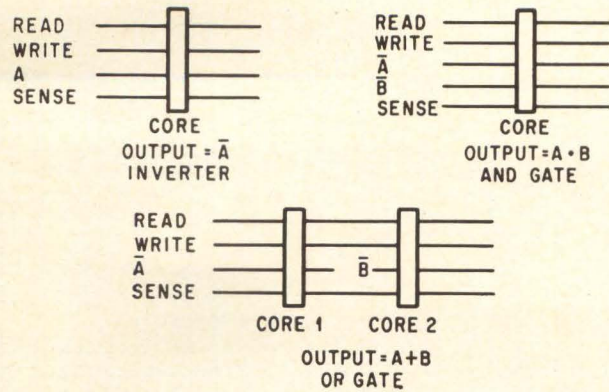 READ
WRITE
A
SENSE
CORE
OUTPUT = Ā
INVERTER
READ
WRITE
Ā
B̄
SENSE
CORE
OUTPUT=A•B
AND GATE
READ
WRITE
Ā B̄
SENSE
CORE 1 CORE 2
OUTPUT=A+B
OR GATE